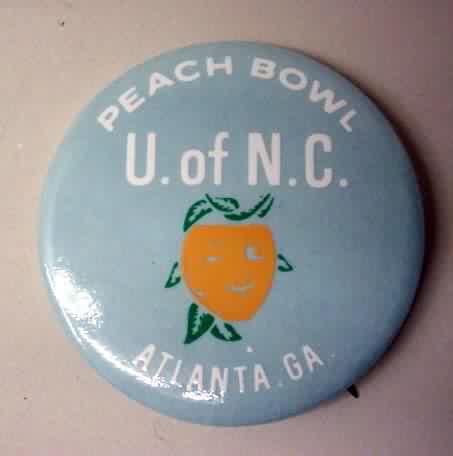 PEACH BOWL
U. of N.C.
ATLANTA. GA.